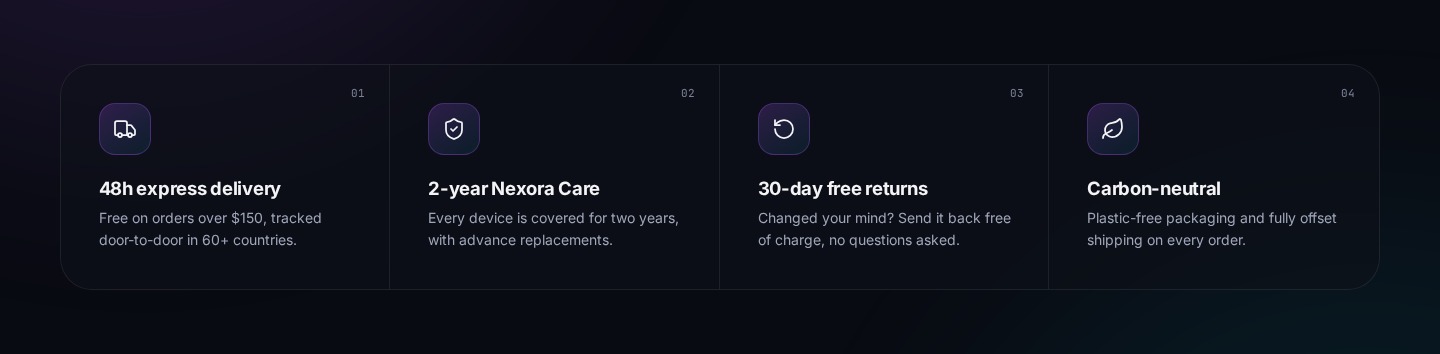 01
48h express delivery
Free on orders over $150, tracked
door-to-door in 60+ countries.
02
2-year Nexora Care
Every device is covered for two years,
with advance replacements.
03
30-day free returns
Changed your mind? Send it back free
of charge, no questions asked.
04
Carbon-neutral
Plastic-free packaging and fully offset
shipping on every order.